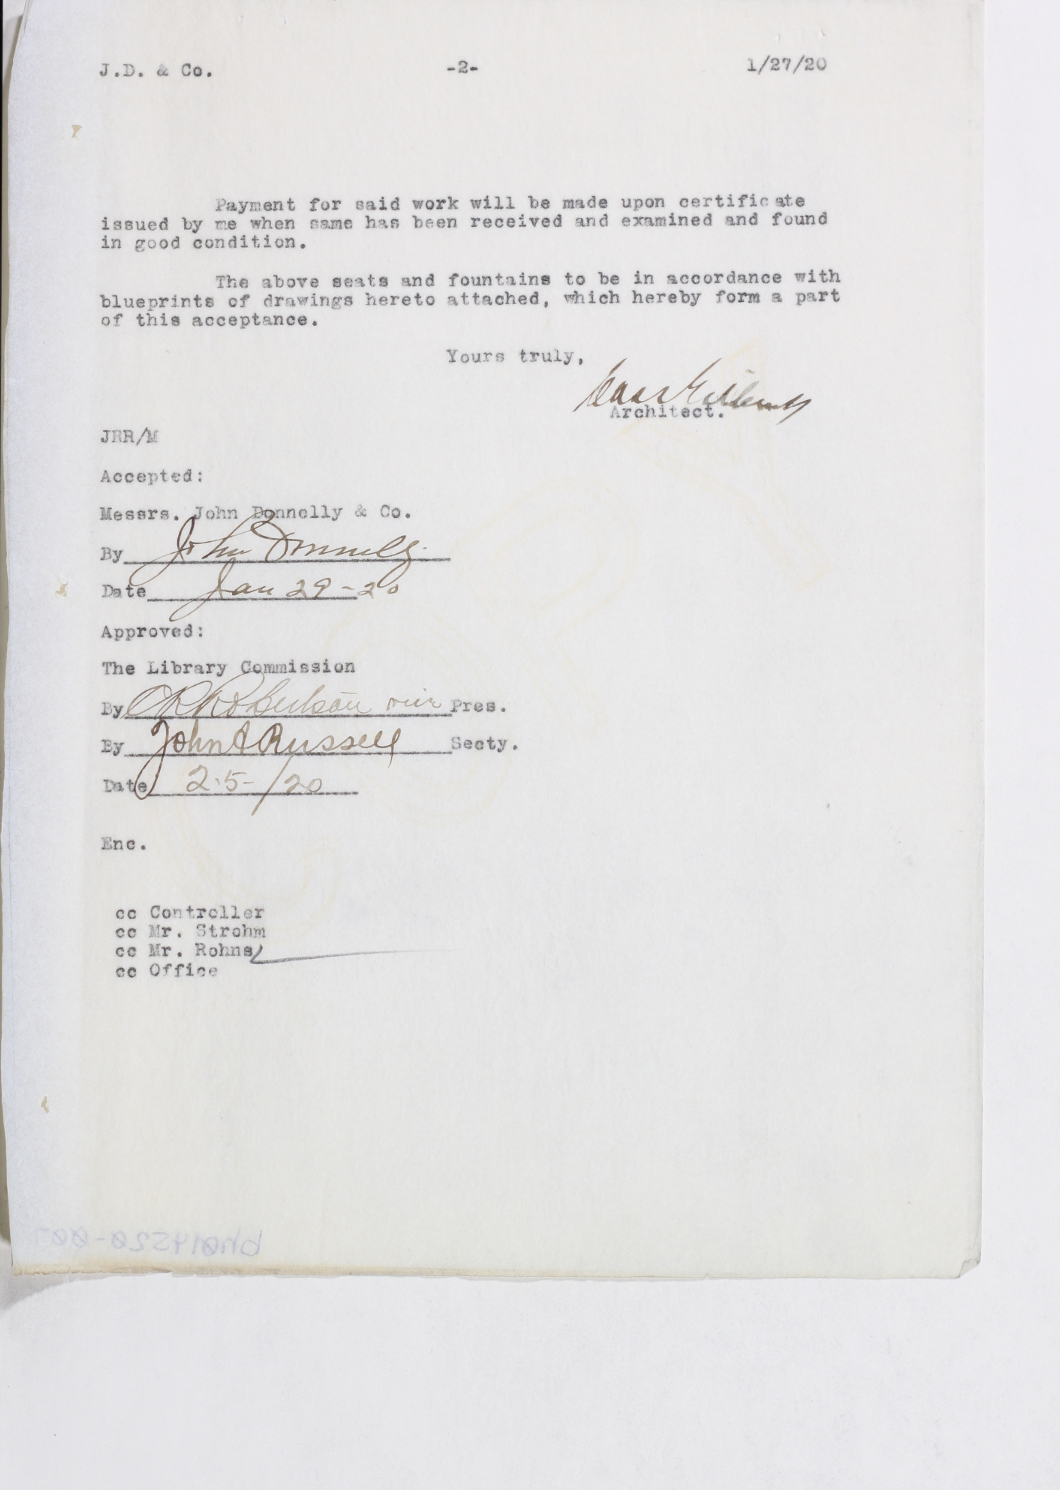 J.D. & Co. -2- 1/27/20
Payment for said work will be made upon certificate
issued by me when same has been received and examined and found
in good condition.
The above seats and fountains to be in accordance with
blueprints of drawings hereto attached, which hereby form a part
of this acceptance.
Yours truly,
Cass Gilbert
Architect.
JRR/M
Accepted:
Messrs. John Donnelly & Co.
By John Donnelly
Date Jan 29-20
Approved:
The Library Commission
By Robertson vice Pres.
By John A Russell Secty.
Date 2-5-/20
Enc.
cc Controller
cc Mr. Strohm
cc Mr. Rohns
cc Office